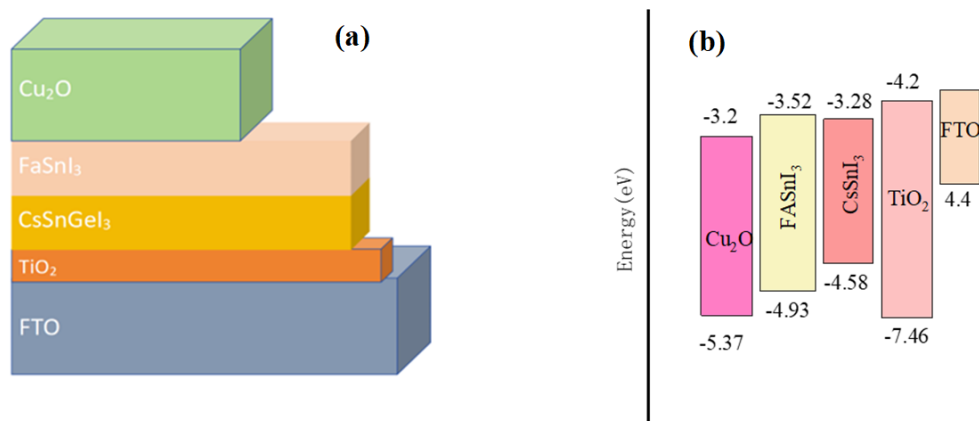 (a)
Cu₂O
FaSnI₃
CsSnGeI₃
TiO₂
FTO
(b)
Energy(eV)
-3.2
-3.52
-3.28
-4.2
Cu₂O
FASnI₃
CsSnI₃
TiO₂
FTO
-5.37
-4.93
-4.58
-7.46
4.4